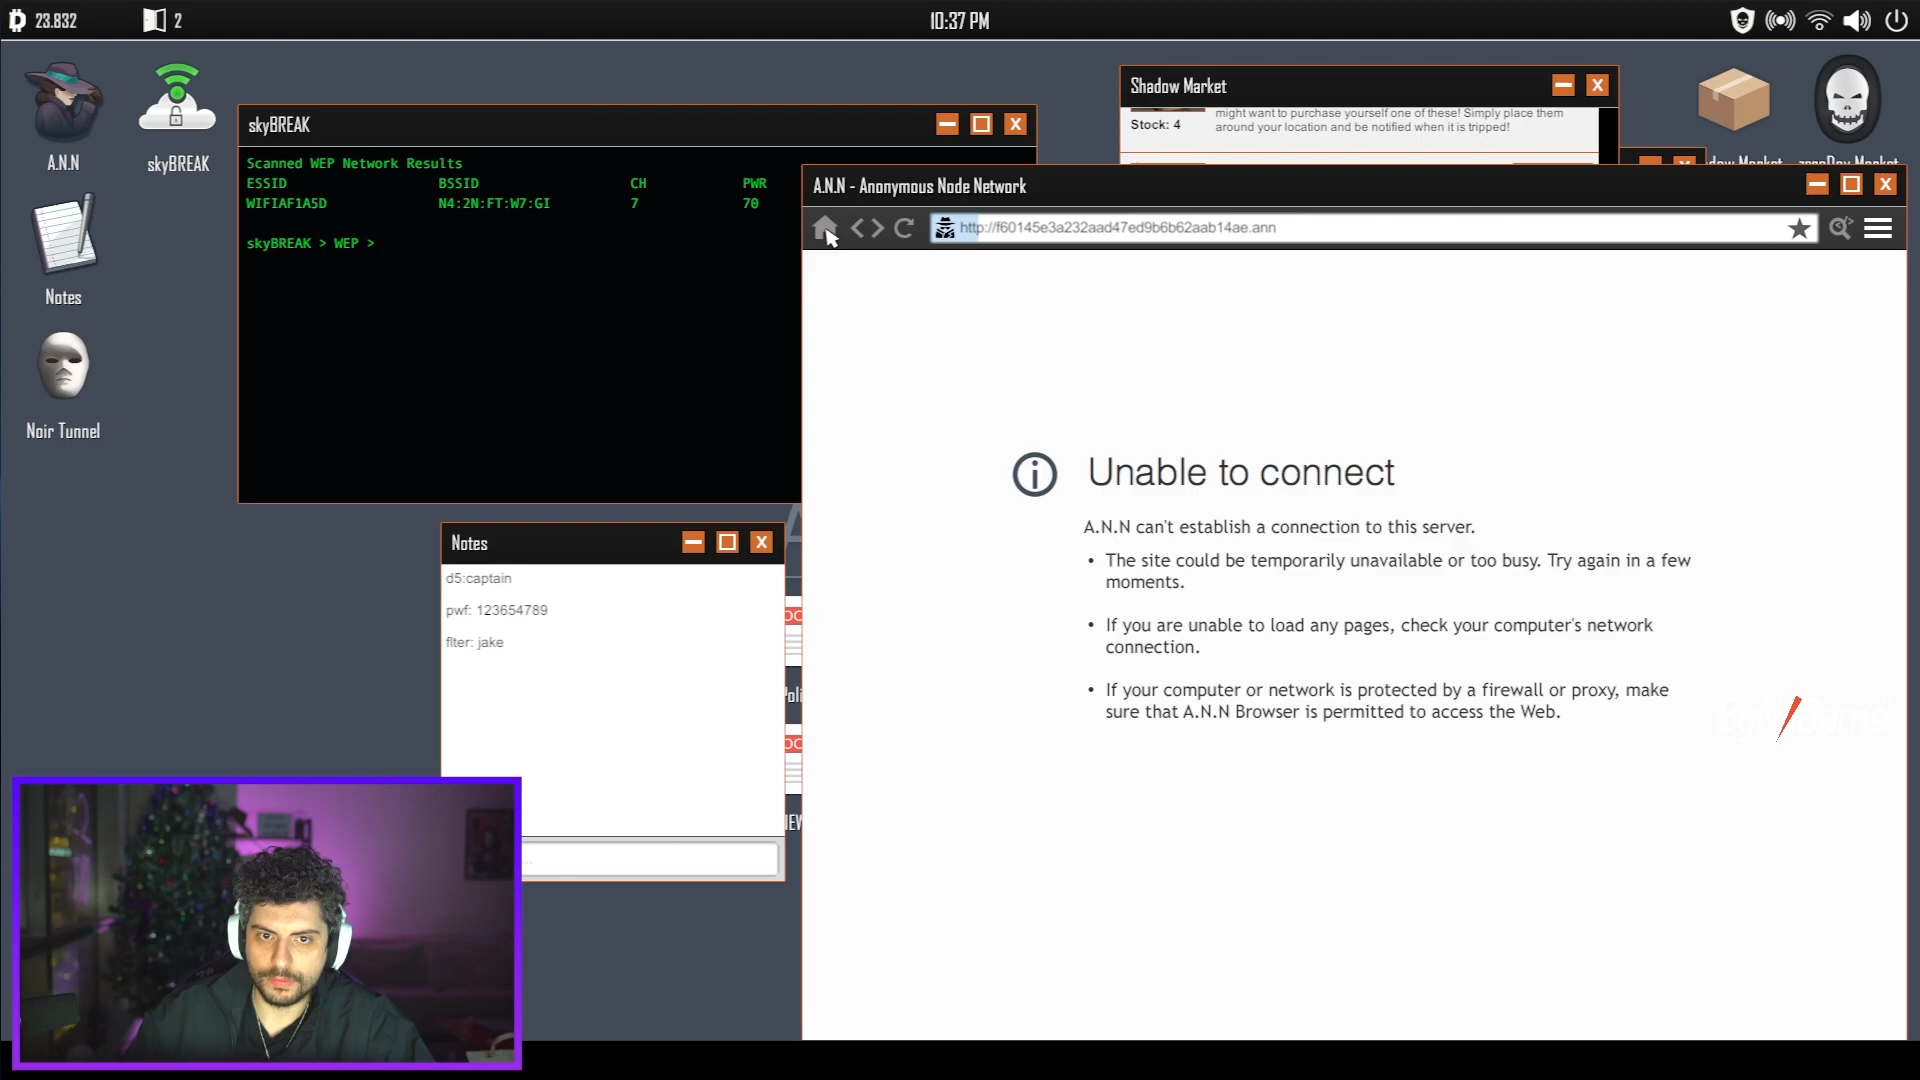 23.832
2
10:37 PM
A.N.N
skyBREAK
Notes
Noir Tunnel
skyBREAK
Scanned WEP Network Results
ESSID BSSID CH PWR
WIFIAF1A5D N4:2N:FT:W7:GI 7 70
skyBREAK > WEP >
Shadow Market
Stock: 4
might want to purchase yourself one of these! Simply place them
around your location and be notified when it is tripped!
A.N.N - Anonymous Node Network
http://f60145e3a232aad47ed9b6b62aab14ae.ann
Unable to connect
A.N.N can't establish a connection to this server.
• The site could be temporarily unavailable or too busy. Try again in a few
moments.
• If you are unable to load any pages, check your computer's network
connection.
• If your computer or network is protected by a firewall or proxy, make
sure that A.N.N Browser is permitted to access the Web.
Notes
d5:captain
pwf: 123654789
flter: jake